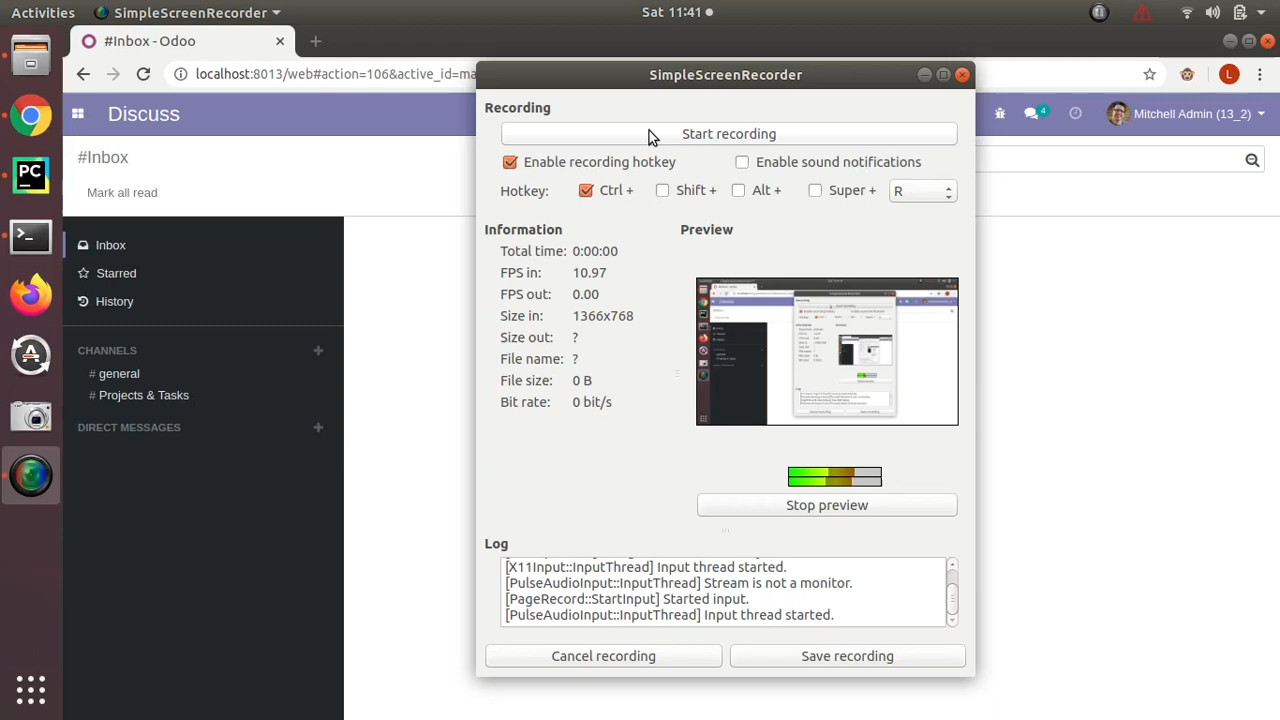 Activities
SimpleScreenRecorder
Sat 11:41
#Inbox - Odoo
localhost:8013/web#action=106&active_id=ma
L
SimpleScreenRecorder
Discuss
4
Mitchell Admin (13_2)
#Inbox
Mark all read
Inbox
Starred
History
CHANNELS
# general
# Projects & Tasks
DIRECT MESSAGES
Recording
Start recording
Enable recording hotkey
Enable sound notifications
Hotkey: Ctrl + Shift + Alt + Super + R
Information
Preview
Total time: 0:00:00
FPS in: 10.97
FPS out: 0.00
Size in: 1366x768
Size out: ?
File name: ?
File size: 0 B
Bit rate: 0 bit/s
Stop preview
Log
[X11Input::InputThread] Input thread started.
[PulseAudioInput::InputThread] Stream is not a monitor.
[PageRecord::StartInput] Started input.
[PulseAudioInput::InputThread] Input thread started.
Cancel recording
Save recording
PC